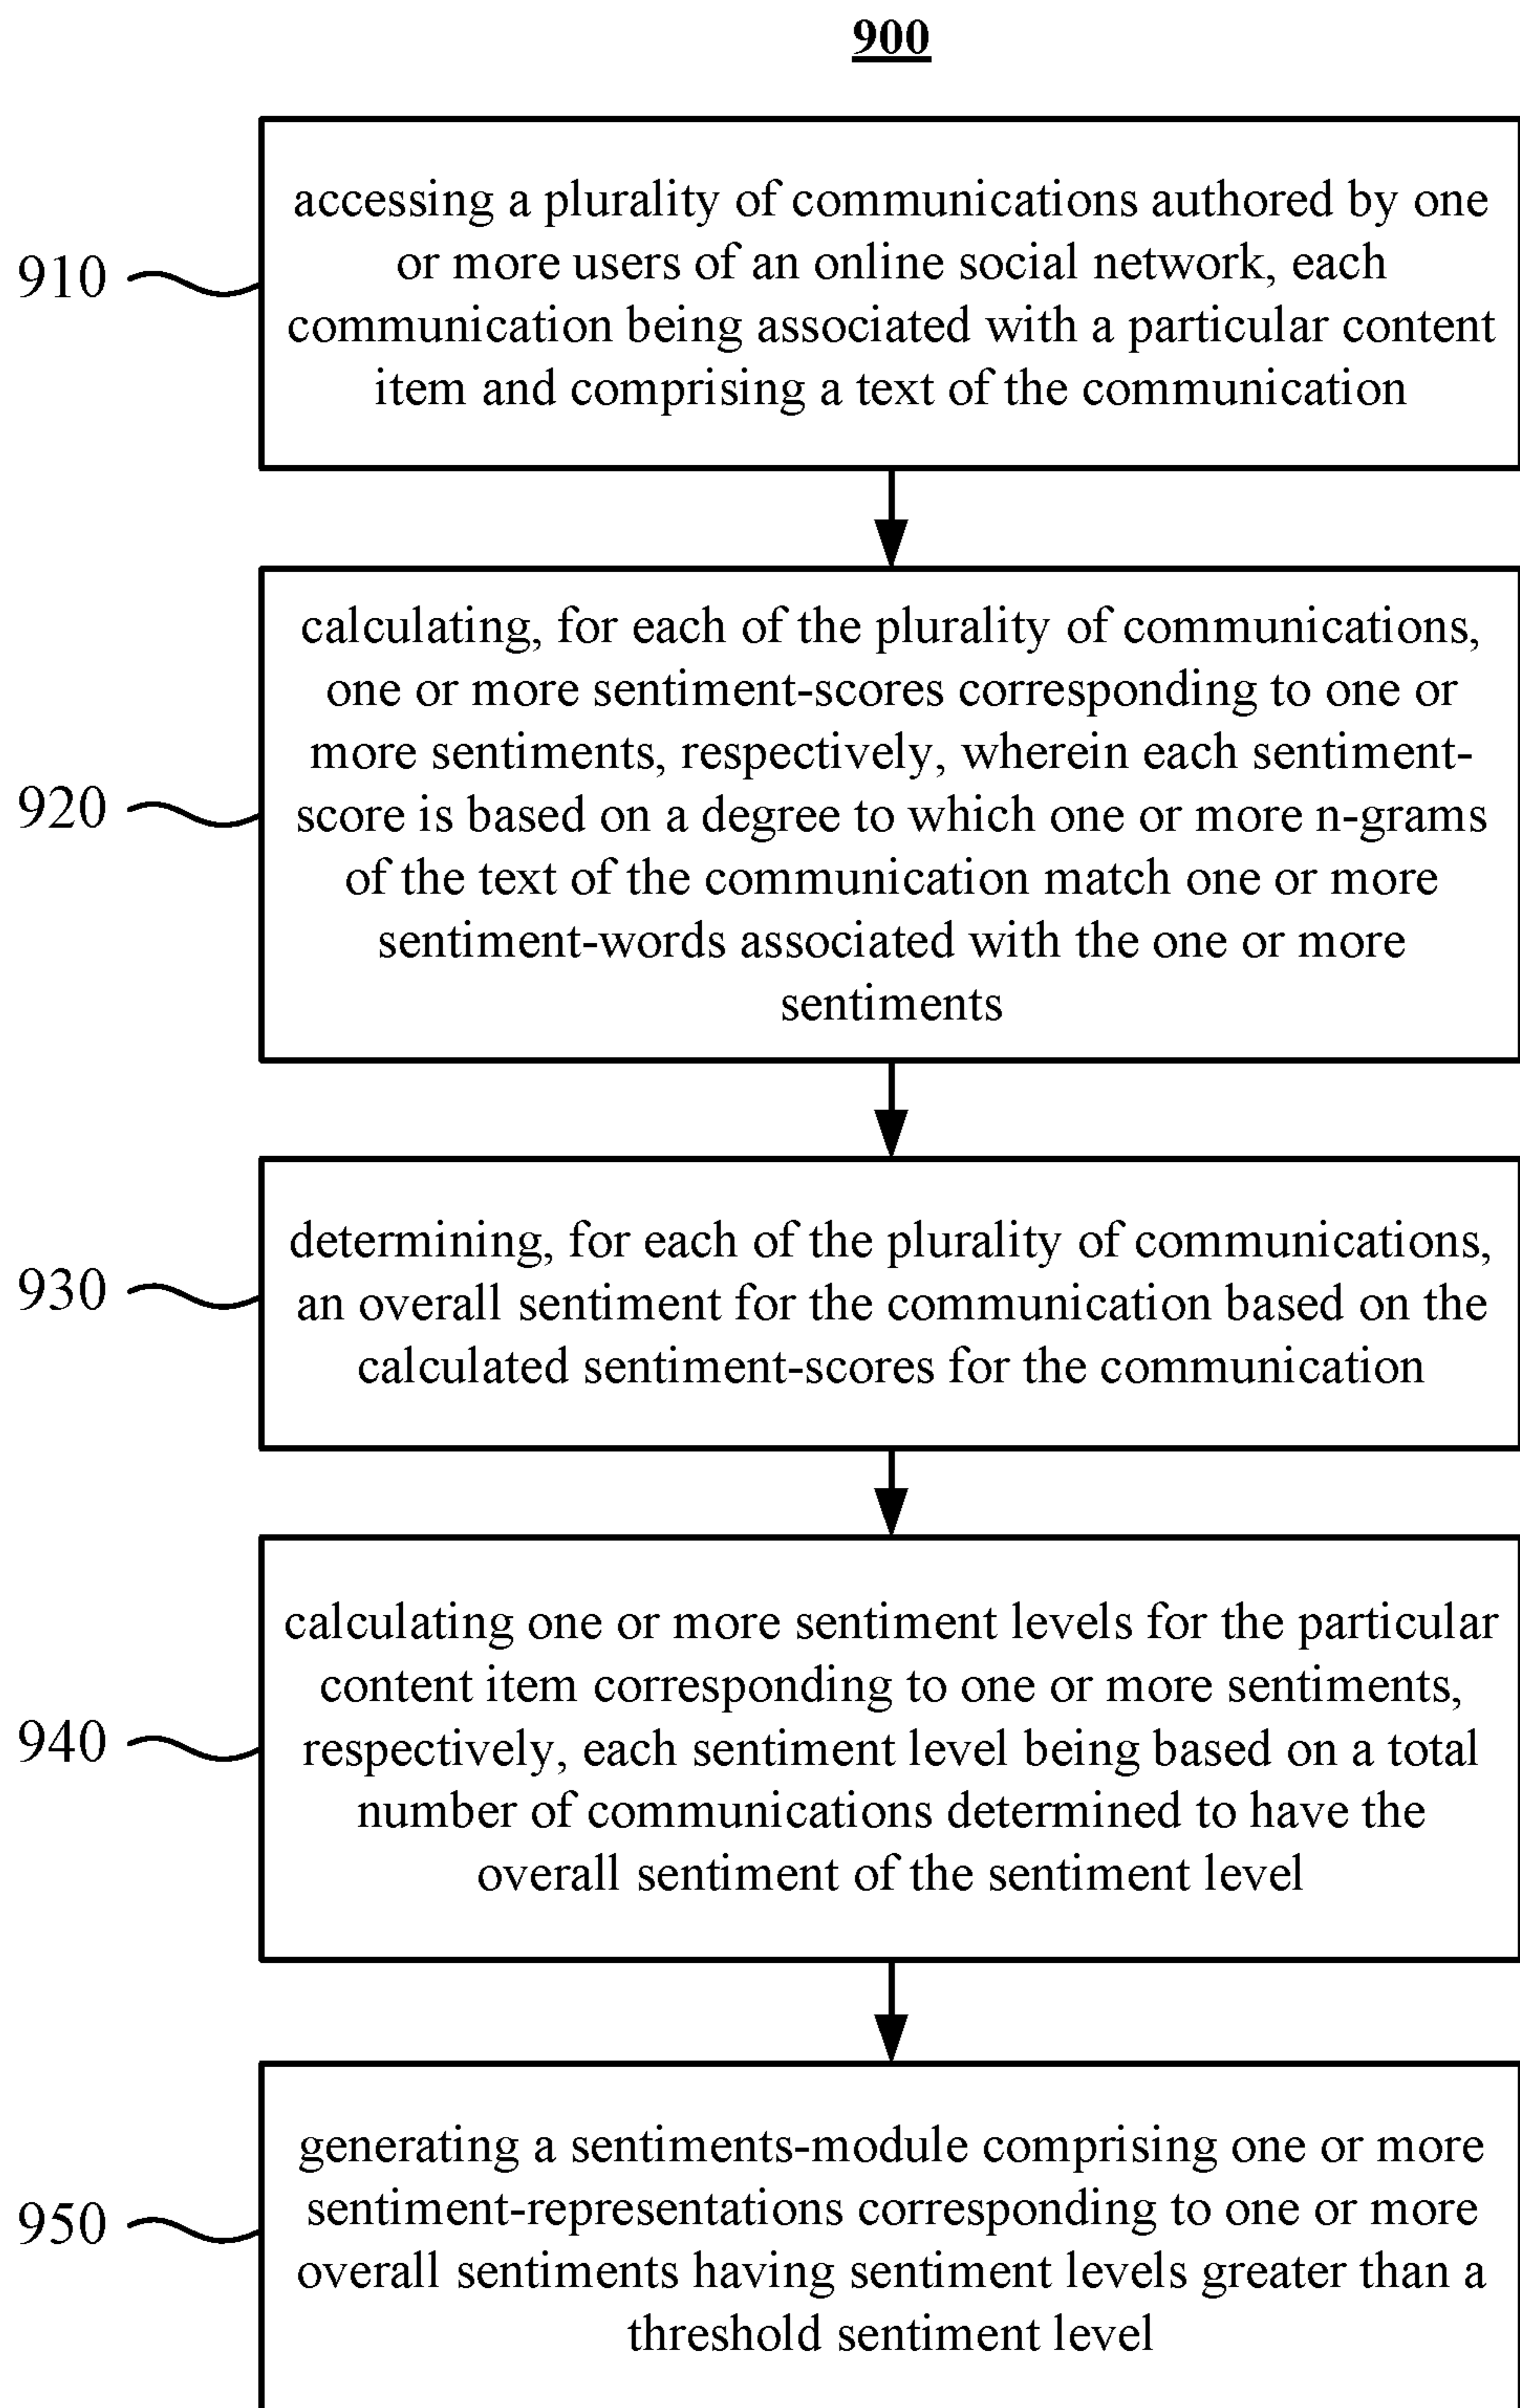 900
accessing a plurality of communications authored by one
or more users of an online social network, each
communication being associated with a particular content
item and comprising a text of the communication
910
calculating, for each of the plurality of communications,
one or more sentiment-scores corresponding to one or
more sentiments, respectively, wherein each sentiment-
score is based on a degree to which one or more n-grams
of the text of the communication match one or more
sentiment-words associated with the one or more
sentiments
920
determining, for each of the plurality of communications,
an overall sentiment for the communication based on the
calculated sentiment-scores for the communication
930
calculating one or more sentiment levels for the particular
content item corresponding to one or more sentiments,
respectively, each sentiment level being based on a total
number of communications determined to have the
overall sentiment of the sentiment level
940
generating a sentiments-module comprising one or more
sentiment-representations corresponding to one or more
overall sentiments having sentiment levels greater than a
threshold sentiment level
950